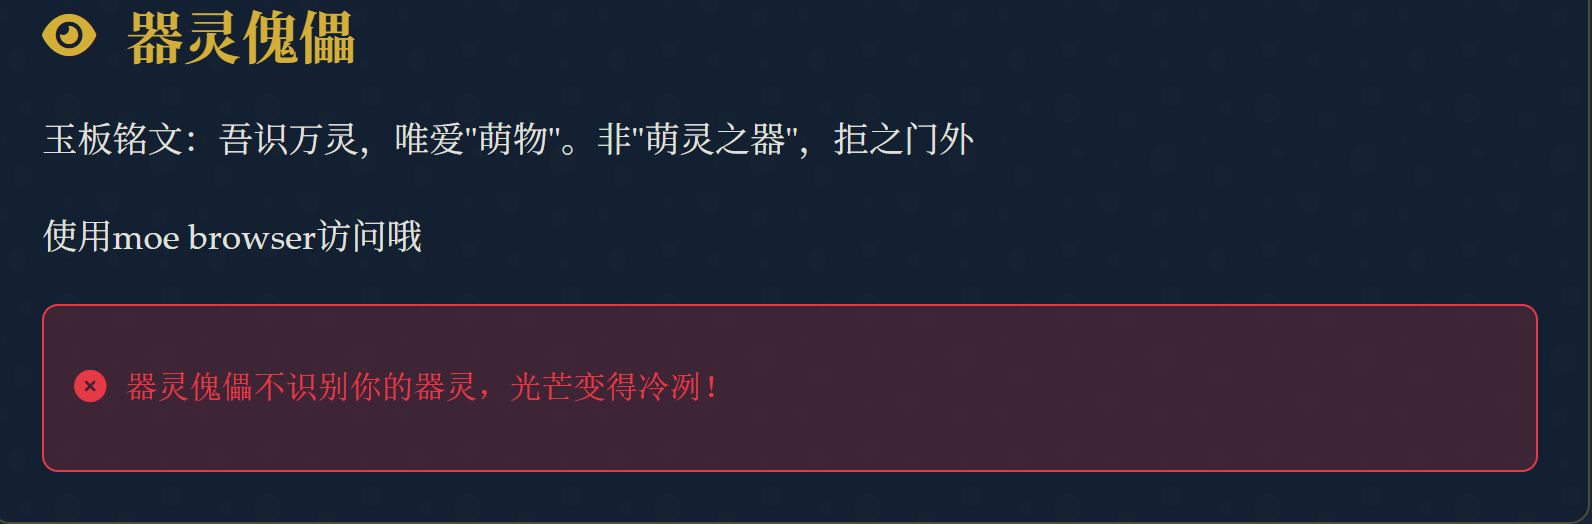 器灵傀儡
玉板铭文：吾识万灵，唯爱"萌物"。非"萌灵之器"，拒之门外
使用moe browser访问哦
器灵傀儡不识别你的器灵，光芒变得冷冽！